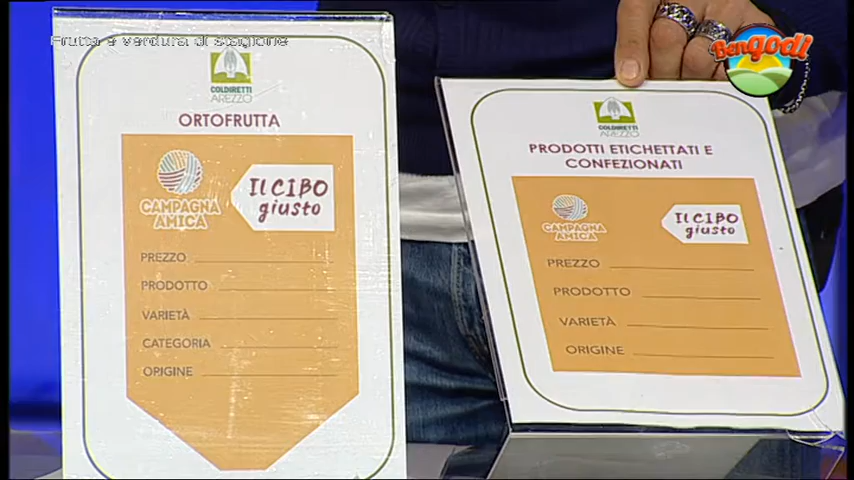 Frutta e verdura di stagione
COLDIRETTI
AREZZO
ORTOFRUTTA
CAMPAGNA
AMICA
IL CIBO
giusto
PREZZO
PRODOTTO
VARIETÀ
CATEGORIA
ORIGINE
BenGodi
COLDIRETTI
AREZZO
PRODOTTI ETICHETTATI E
CONFEZIONATI
CAMPAGNA
AMICA
IL CIBO
giusto
PREZZO
PRODOTTO
VARIETÀ
ORIGINE